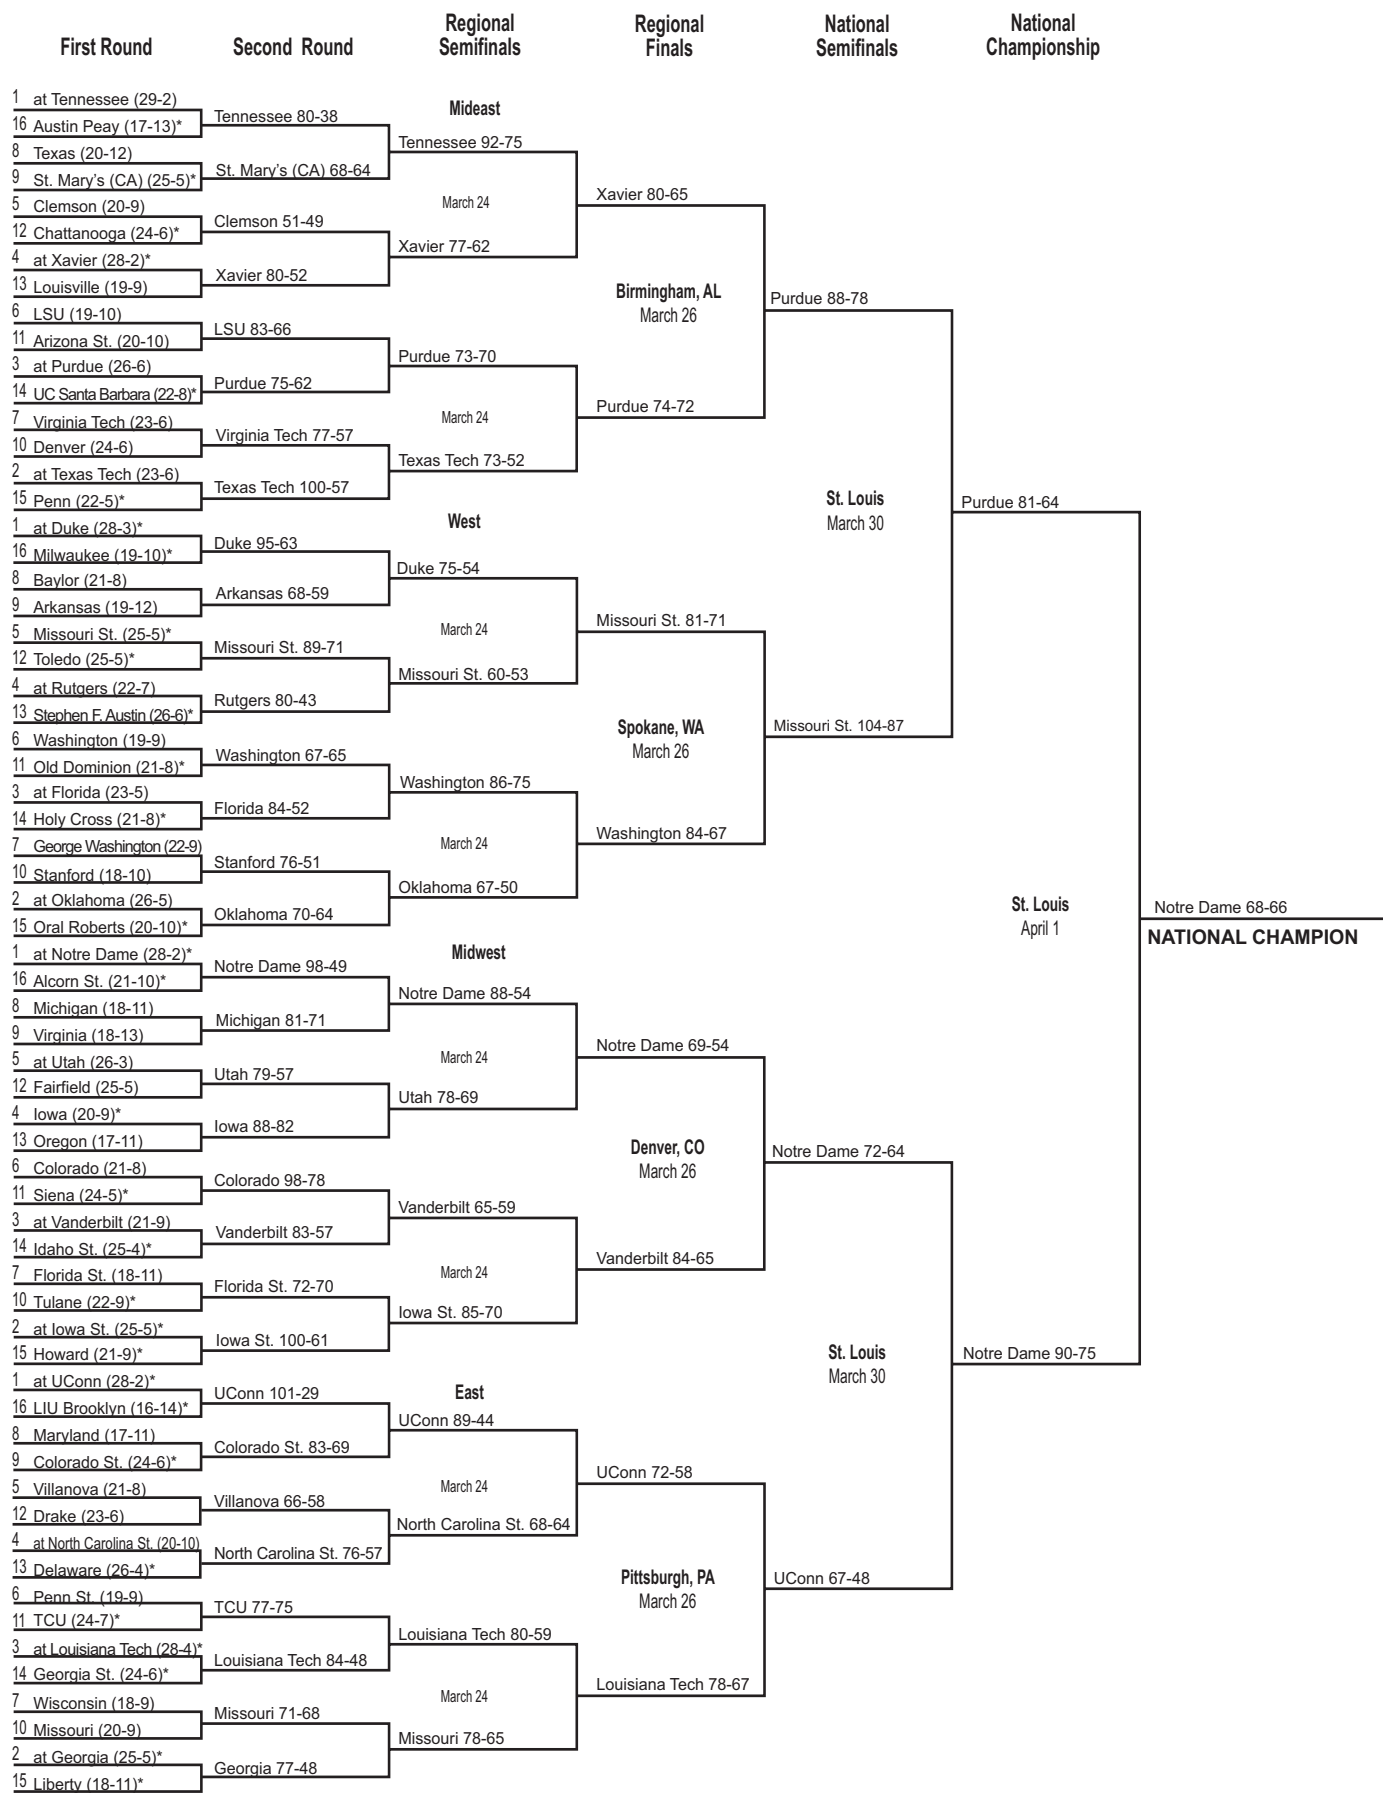 First Round
Second Round
Regional
Semifinals
Regional
Finals
National
Semifinals
National
Championship
1 at Tennessee (29-2)
16 Austin Peay (17-13)*
8 Texas (20-12)
9 St. Mary's (CA) (25-5)*
5 Clemson (20-9)
12 Chattanooga (24-6)*
4 at Xavier (28-2)*
13 Louisville (19-9)
6 LSU (19-10)
11 Arizona St. (20-10)
3 at Purdue (26-6)
14 UC Santa Barbara (22-8)*
7 Virginia Tech (23-6)
10 Denver (24-6)
2 at Texas Tech (23-6)
15 Penn (22-5)*
1 at Duke (28-3)*
16 Milwaukee (19-10)*
8 Baylor (21-8)
9 Arkansas (19-12)
5 Missouri St. (25-5)*
12 Toledo (25-5)*
4 at Rutgers (22-7)
13 Stephen F. Austin (26-6)*
6 Washington (19-9)
11 Old Dominion (21-8)*
3 at Florida (23-5)
14 Holy Cross (21-8)*
7 George Washington (22-9)
10 Stanford (18-10)
2 at Oklahoma (26-5)
15 Oral Roberts (20-10)*
1 at Notre Dame (28-2)*
16 Alcorn St. (21-10)*
8 Michigan (18-11)
9 Virginia (18-13)
5 at Utah (26-3)
12 Fairfield (25-5)
4 Iowa (20-9)*
13 Oregon (17-11)
6 Colorado (21-8)
11 Siena (24-5)*
3 at Vanderbilt (21-9)
14 Idaho St. (25-4)*
7 Florida St. (18-11)
10 Tulane (22-9)*
2 at Iowa St. (25-5)*
15 Howard (21-9)*
1 at UConn (28-2)*
16 LIU Brooklyn (16-14)*
8 Maryland (17-11)
9 Colorado St. (24-6)*
5 Villanova (21-8)
12 Drake (23-6)
4 at North Carolina St. (20-10)
13 Delaware (26-4)*
6 Penn St. (19-9)
11 TCU (24-7)*
3 at Louisiana Tech (28-4)*
14 Georgia St. (24-6)*
7 Wisconsin (18-9)
10 Missouri (20-9)
2 at Georgia (25-5)*
15 Liberty (18-11)*
Tennessee 80-38
St. Mary's (CA) 68-64
Clemson 51-49
Xavier 80-52
LSU 83-66
Purdue 75-62
Virginia Tech 77-57
Texas Tech 100-57
Duke 95-63
Arkansas 68-59
Missouri St. 89-71
Rutgers 80-43
Washington 67-65
Florida 84-52
Stanford 76-51
Oklahoma 70-64
Notre Dame 98-49
Michigan 81-71
Utah 79-57
Iowa 88-82
Colorado 98-78
Vanderbilt 83-57
Florida St. 72-70
Iowa St. 100-61
UConn 101-29
Colorado St. 83-69
Villanova 66-58
North Carolina St. 76-57
TCU 77-75
Louisiana Tech 84-48
Missouri 71-68
Georgia 77-48
Mideast
Tennessee 92-75
March 24
Xavier 77-62
Purdue 73-70
March 24
Texas Tech 73-52
West
Duke 75-54
March 24
Missouri St. 60-53
Washington 86-75
March 24
Oklahoma 67-50
Midwest
Notre Dame 88-54
March 24
Utah 78-69
Vanderbilt 65-59
March 24
Iowa St. 85-70
East
UConn 89-44
March 24
North Carolina St. 68-64
Louisiana Tech 80-59
March 24
Missouri 78-65
Xavier 80-65
Birmingham, AL
March 26
Purdue 74-72
Missouri St. 81-71
Spokane, WA
March 26
Washington 84-67
Notre Dame 69-54
Denver, CO
March 26
Vanderbilt 84-65
UConn 72-58
Pittsburgh, PA
March 26
Louisiana Tech 78-67
Purdue 88-78
St. Louis
March 30
Missouri St. 104-87
Notre Dame 72-64
St. Louis
March 30
UConn 67-48
Purdue 81-64
St. Louis
April 1
Notre Dame 90-75
Notre Dame 68-66
NATIONAL CHAMPION